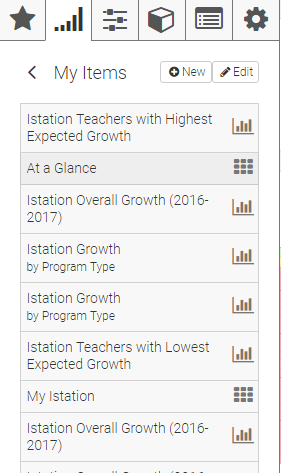 My Items
New
Edit
Istation Teachers with Highest
Expected Growth
At a Glance
Istation Overall Growth (2016-
2017)
Istation Growth
by Program Type
Istation Growth
by Program Type
Istation Teachers with Lowest
Expected Growth
My Istation
Istation Overall Growth (2016-
2017)